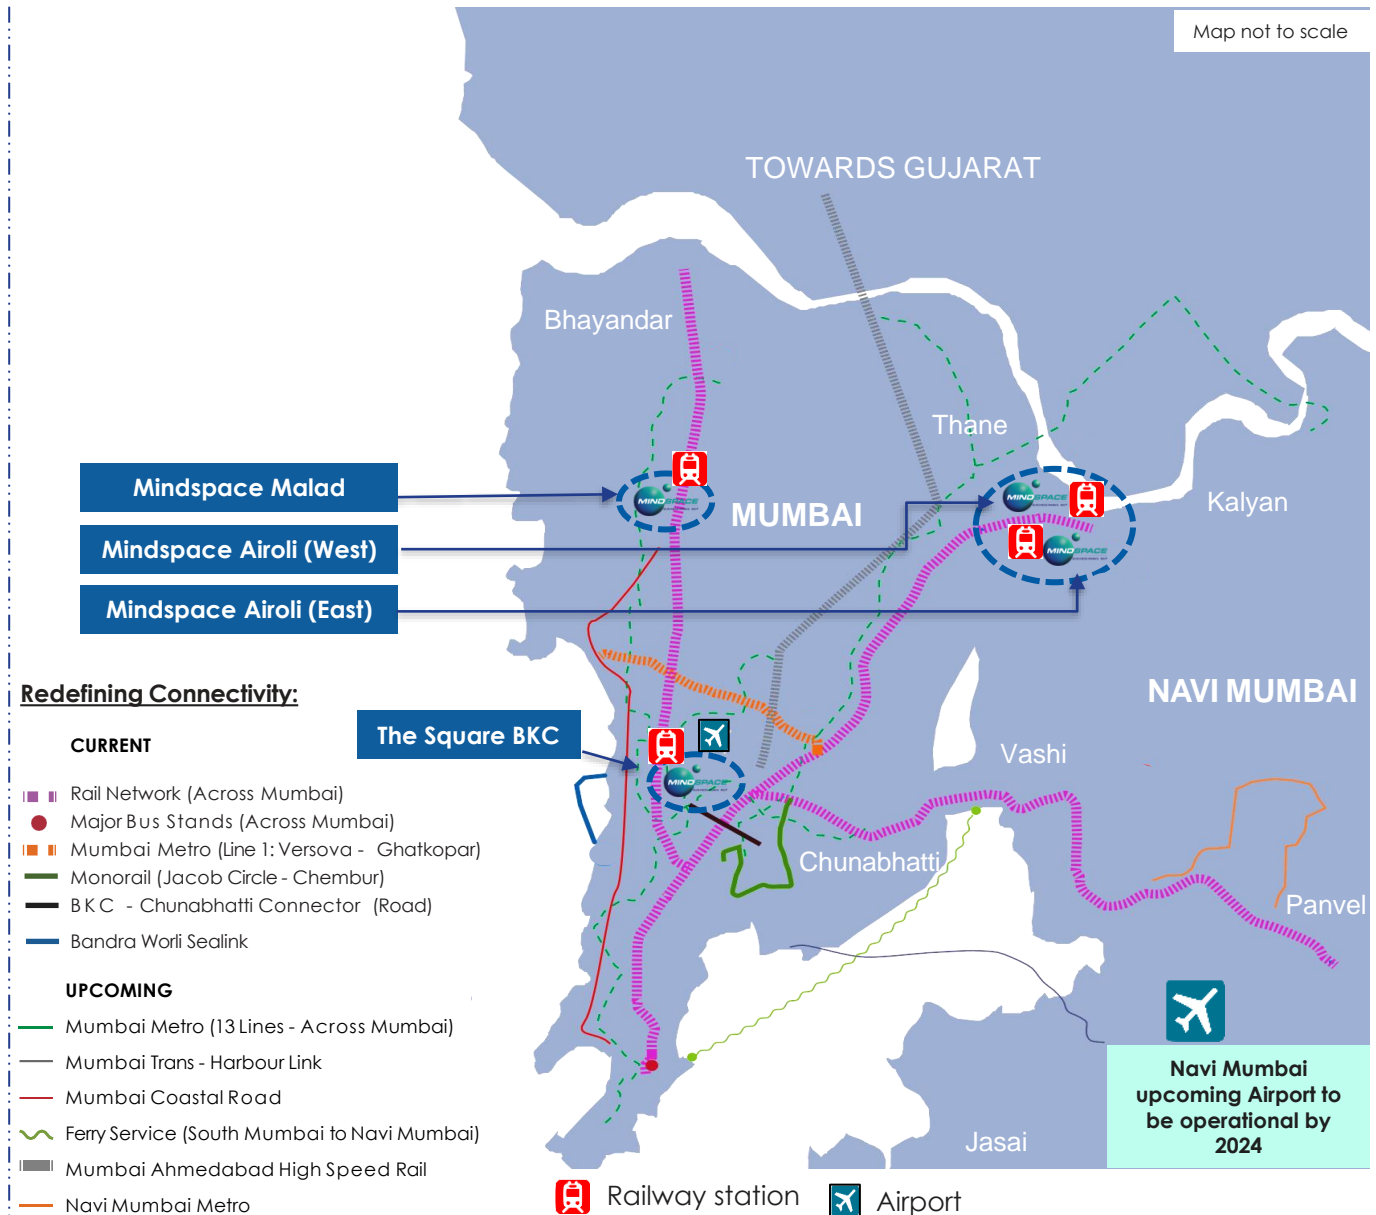 Map not to scale
TOWARDS GUJARAT
Bhayandar
Thane
Mindspace Malad
MINDSPACE
MUMBAI
MINDSPACE
Kalyan
Mindspace Airoli (West)
MINDSPACE
Mindspace Airoli (East)
Redefining Connectivity:
NAVI MUMBAI
CURRENT
The Square BKC
Vashi
MINDSPACE
Rail Network (Across Mumbai)
Major Bus Stands (Across Mumbai)
Mumbai Metro (Line 1: Versova - Ghatkopar)
Chunabhatti
Monorail (Jacob Circle - Chembur)
BKC - Chunabhatti Connector (Road)
Panvel
Bandra Worli Sealink
UPCOMING
Mumbai Metro (13 Lines - Across Mumbai)
Mumbai Trans - Harbour Link
Mumbai Coastal Road
Ferry Service (South Mumbai to Navi Mumbai)
Mumbai Ahmedabad High Speed Rail
Navi Mumbai Metro
Navi Mumbai
upcoming Airport to
be operational by
2024
Jasai
Railway station
Airport